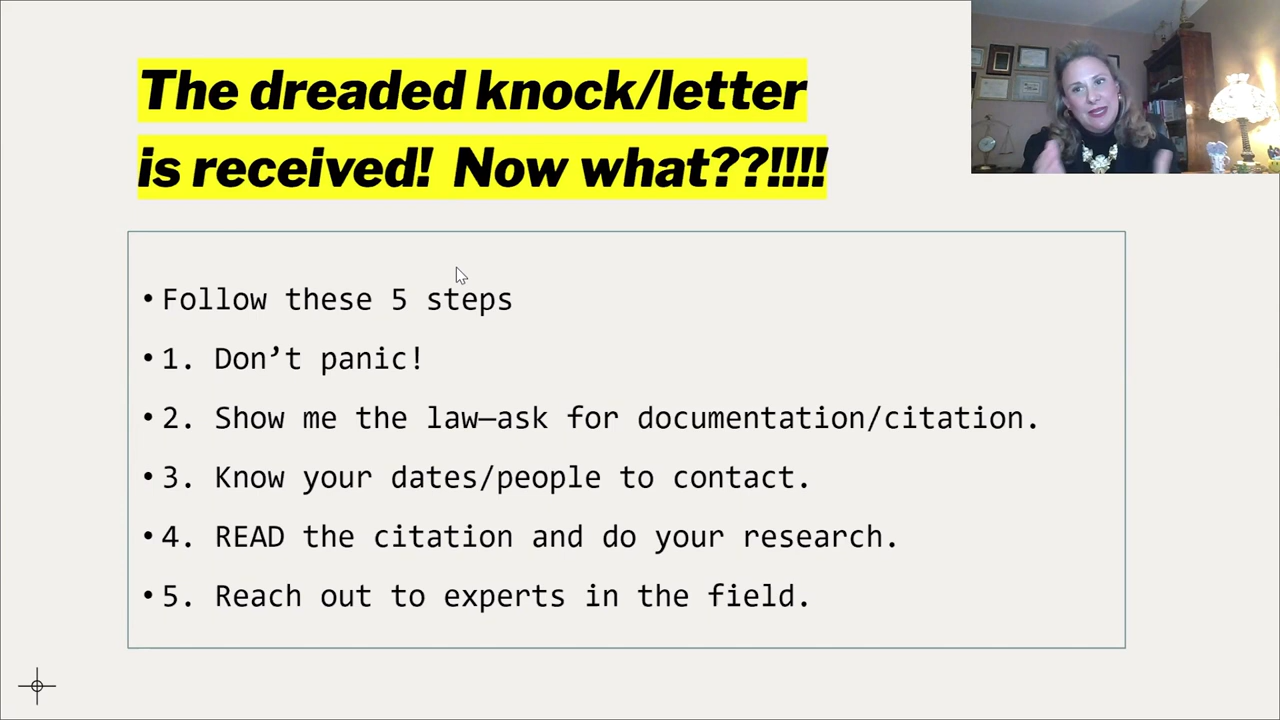 The dreaded knock/letter
is received!  Now what??!!!!
• Follow these 5 steps
• 1. Don’t panic!
• 2. Show me the law—ask for documentation/citation.
• 3. Know your dates/people to contact.
• 4. READ the citation and do your research.
• 5. Reach out to experts in the field.